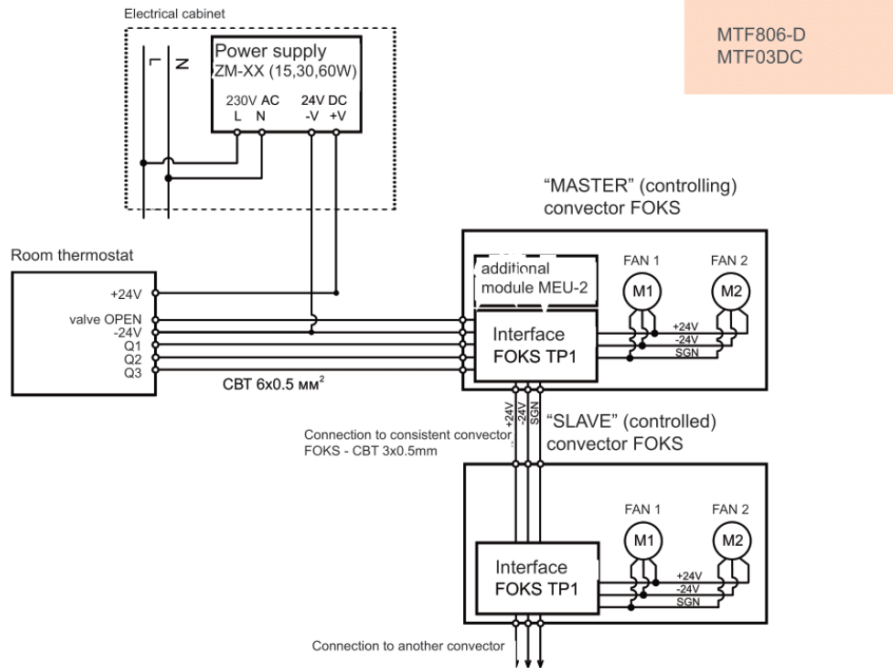 Electrical cabinet
L
N
Power supply
ZM-XX (15,30,60W)
230V AC 24V DC
L N -V +V
MTF806-D
MTF03DC
"MASTER" (controlling)
convector FOKS
Room thermostat
+24V
valve OPEN
-24V
Q1
Q2
Q3
CBT 6x0.5 мм²
additional
module MEU-2
Interface
FOKS TP1
FAN 1
FAN 2
M1
M2
+24V
-24V
SGN
+24V
-24V
SGN
Connection to consistent convector
FOKS - CBT 3x0.5mm
"SLAVE" (controlled)
convector FOKS
FAN 1
FAN 2
M1
M2
Interface
FOKS TP1
+24V
-24V
SGN
Connection to another convector